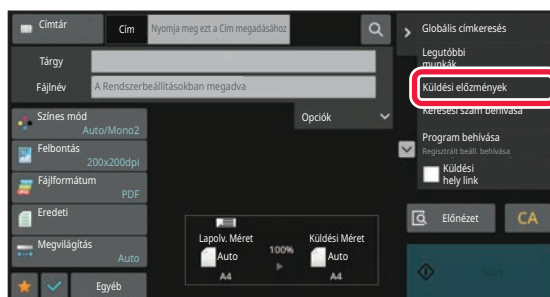 Címtár
Cím
Nyomja meg ezt a Cím megadásához
Tárgy
Fájlnév
A Rendszerbeállításokban megadva
Színes mód
Auto/Mono2
Felbontás
200x200dpi
Fájlformátum
PDF
Eredeti
Megvilágítás
Auto
Egyéb
Opciók
Lapolv. Méret
Auto
A4
100%
Küldési Méret
Auto
A4
Globális címkeresés
Legutóbbi
munkák
Küldési előzmények
Keresési szám behívása
Program behívása
Regisztrált beáll. behívása
Küldési
hely link
Előnézet
CA
Start